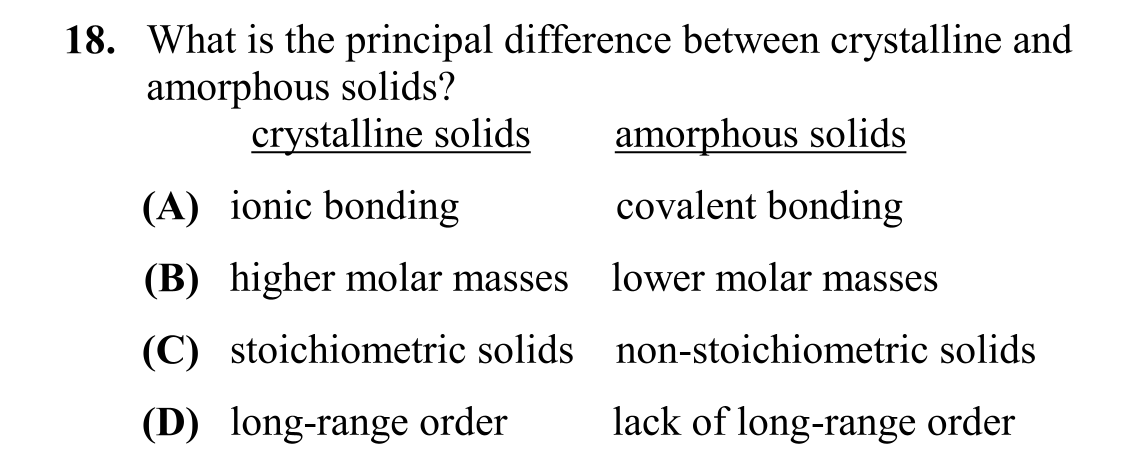 18. What is the principal difference between crystalline and
amorphous solids?
crystalline solids amorphous solids
(A) ionic bonding covalent bonding
(B) higher molar masses lower molar masses
(C) stoichiometric solids non-stoichiometric solids
(D) long-range order lack of long-range order